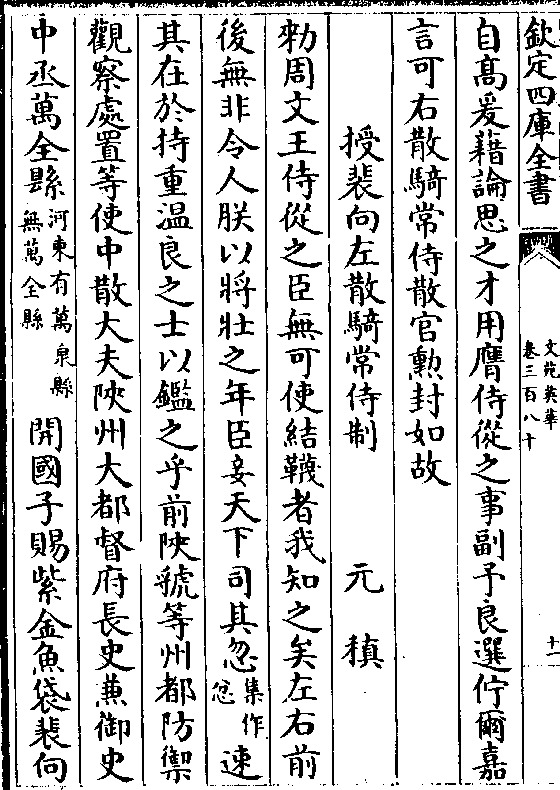 欽定四庫全書
文苑英華
卷三百八十
十一
自高爰藉論思之才用膺侍從之事副予良選佇爾嘉
言可右散騎常侍散官勲封如故
授裴向左散騎常侍制 元稹
勑周文王侍從之臣無可使結韈者我知之矣左右前
後無非令人朕以將壯之年臣妾天下司其忽集作怱速
其在於持重温良之士以鑑之乎前陜虢等州都防禦
觀察處置等使中散大夫陜州大都督府長史兼御史
中丞萬全縣河東有萬泉縣無萬全縣開國子賜紫金魚袋裴向